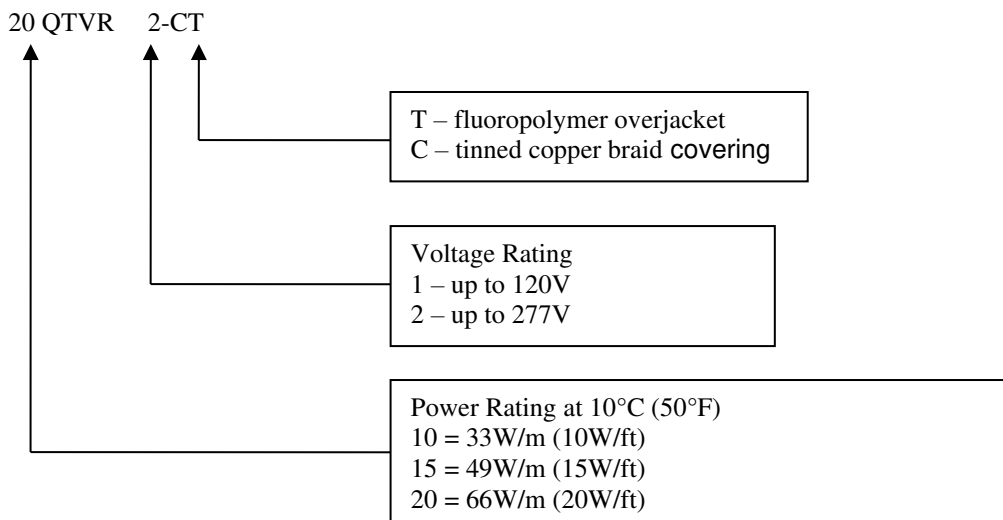 20 QTVR 2-CT
T – fluoropolymer overjacket
C – tinned copper braid covering
Voltage Rating
1 – up to 120V
2 – up to 277V
Power Rating at 10°C (50°F)
10 = 33W/m (10W/ft)
15 = 49W/m (15W/ft)
20 = 66W/m (20W/ft)